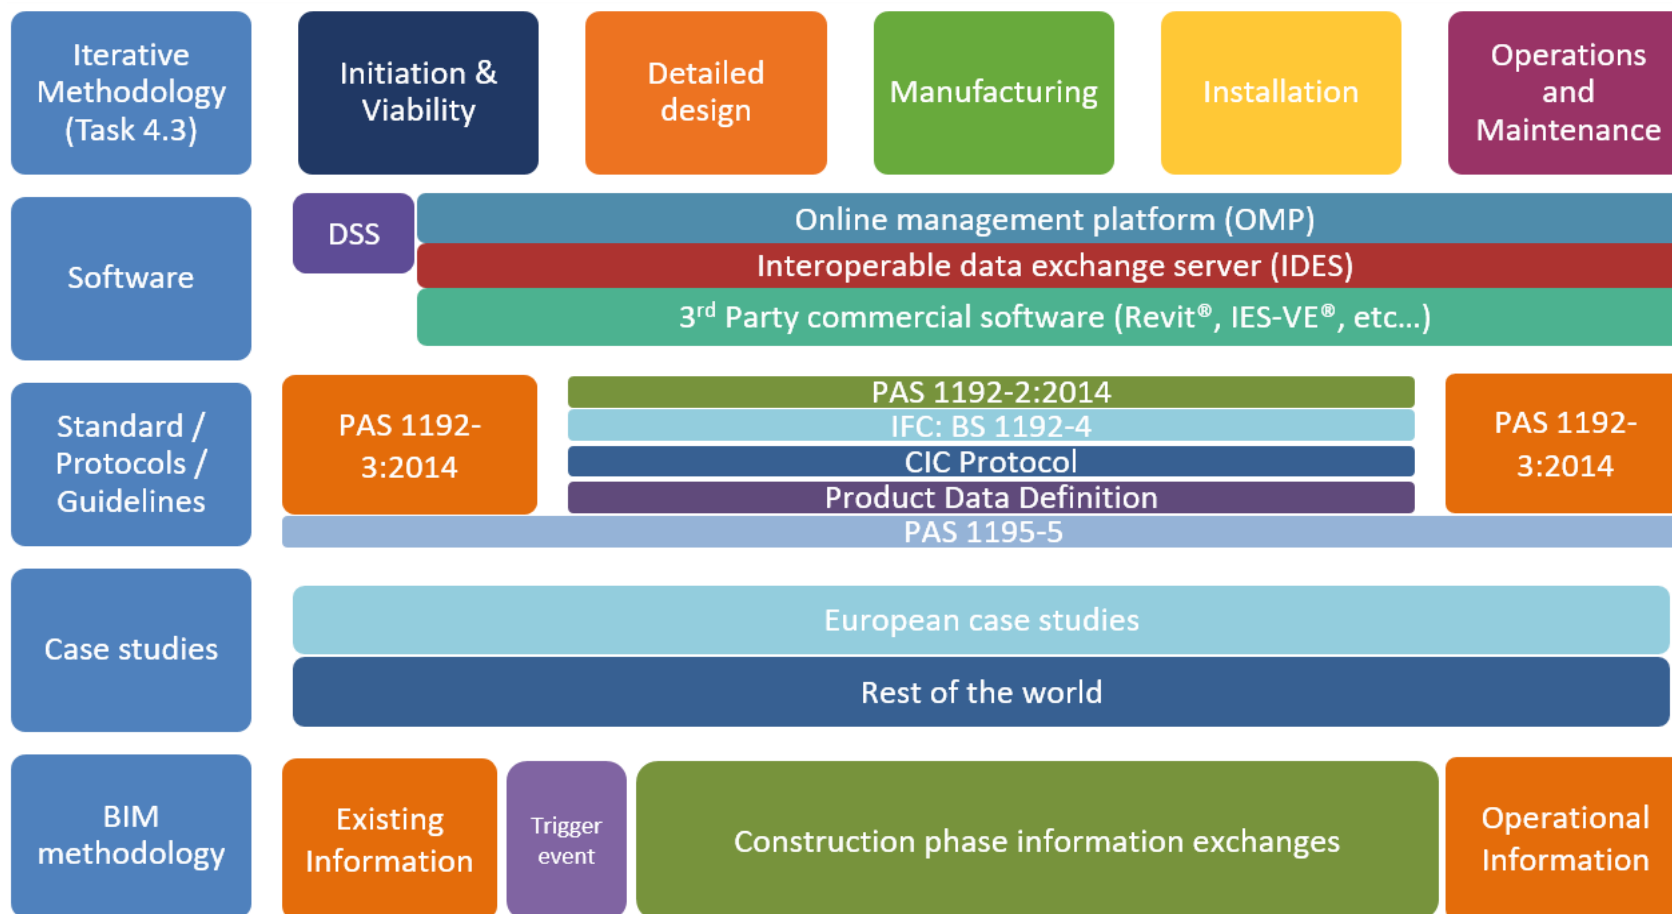 Iterative
Methodology
(Task 4.3)
Initiation &
Viability
Detailed
design
Manufacturing
Installation
Operations
and
Maintenance
Software
DSS
Online management platform (OMP)
Interoperable data exchange server (IDES)
3rd Party commercial software (Revit®, IES-VE®, etc...)
Standard /
Protocols /
Guidelines
PAS 1192-
3:2014
PAS 1192-2:2014
IFC: BS 1192-4
CIC Protocol
Product Data Definition
PAS 1192-
3:2014
PAS 1195-5
Case studies
European case studies
Rest of the world
BIM
methodology
Existing
Information
Trigger
event
Construction phase information exchanges
Operational
Information